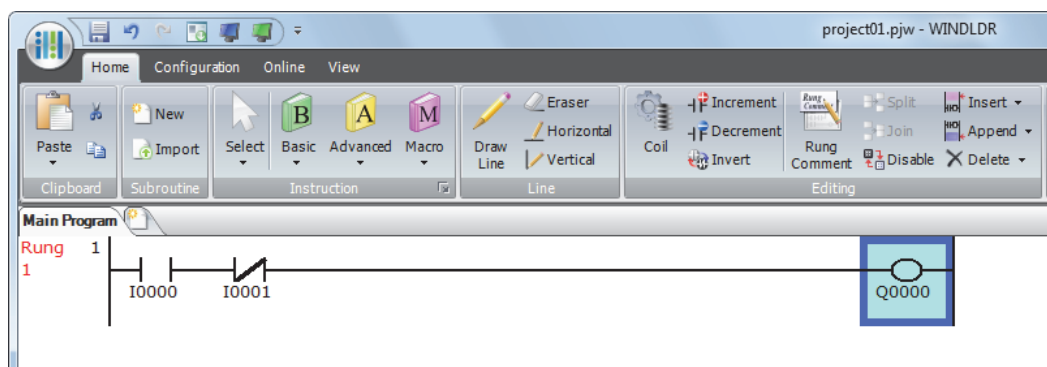 project01.pjw - WINDLDR
Home Configuration Online View
Paste
New
Import
Select Basic Advanced Macro
B A M
Draw Line
Eraser
Horizontal
Vertical
Coil
Increment
Decrement
Invert
Rung Comment
Split
Join
Disable
Insert
Append
Delete
Clipboard Subroutine Instruction Line Editing
Main Program
Rung 1
1
I0000 I0001 Q0000